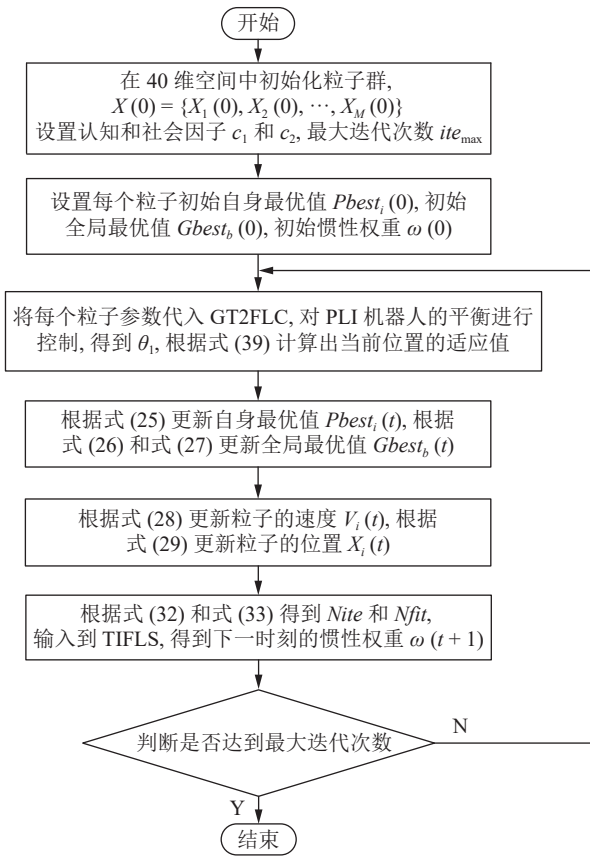 开始
在 40 维空间中初始化粒子群,
X (0) = {X₁ (0), X₂ (0), ⋯, X_M (0)}
设置认知和社会因子 c₁ 和 c₂, 最大迭代次数 ite_max
设置每个粒子初始自身最优值 Pbest_i (0), 初始
全局最优值 Gbest_b (0), 初始惯性权重 ω (0)
将每个粒子参数代入 GT2FLC, 对 PLI 机器人的平衡进行
控制, 得到 θ₁, 根据式 (39) 计算出当前位置的适应值
根据式 (25) 更新自身最优值 Pbest_i (t), 根据
式 (26) 和式 (27) 更新全局最优值 Gbest_b (t)
根据式 (28) 更新粒子的速度 V_i (t), 根据
式 (29) 更新粒子的位置 X_i (t)
根据式 (32) 和式 (33) 得到 Nite 和 Nfit,
输入到 TIFLS, 得到下一时刻的惯性权重 ω (t + 1)
判断是否达到最大迭代次数
N
Y
结束